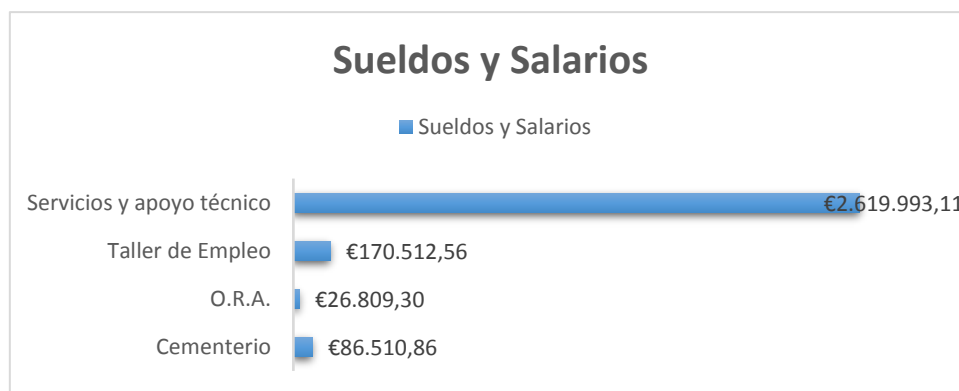 Sueldos y Salarios
Sueldos y Salarios
Servicios y apoyo técnico €2.619.993,11
Taller de Empleo €170.512,56
O.R.A. €26.809,30
Cementerio €86.510,86